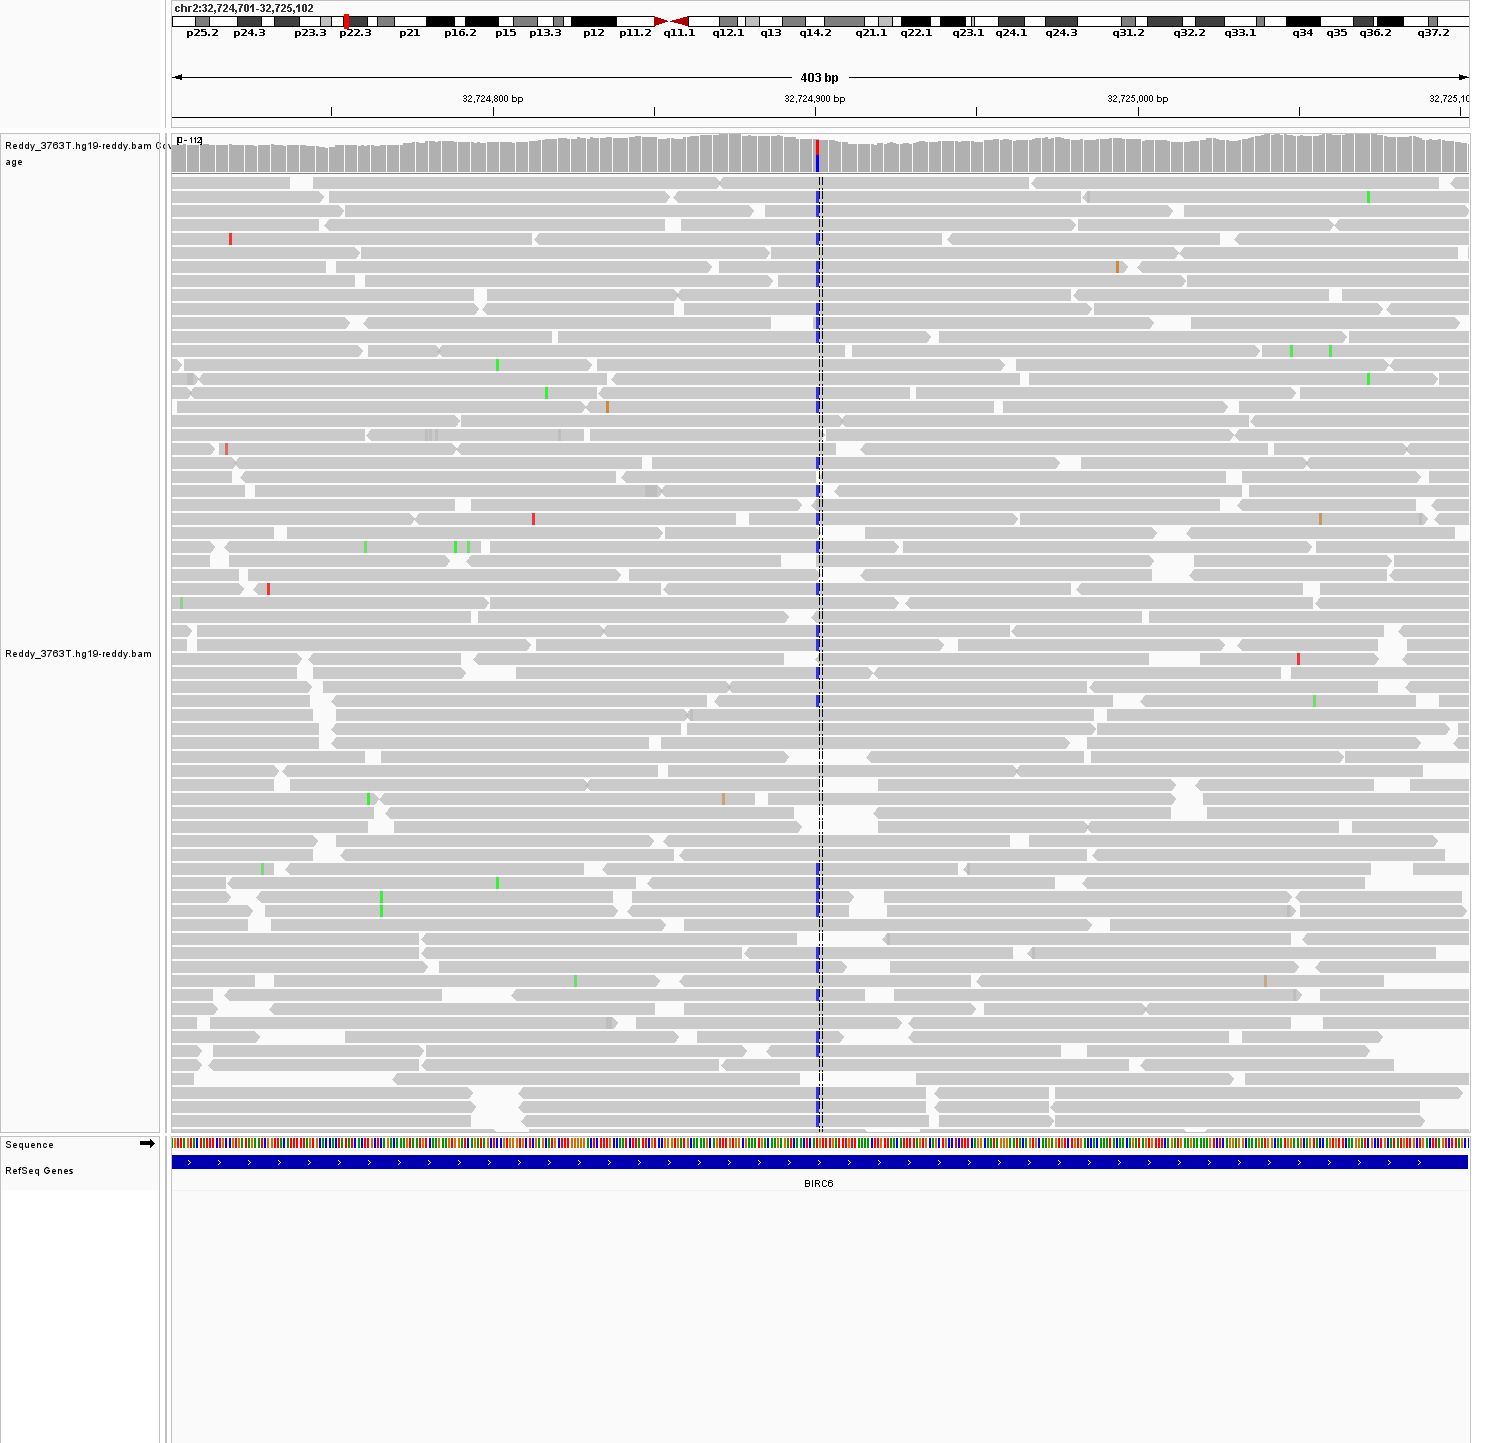 chr2:32,724,701-32,725,102
p25.2 p24.3 p23.3 p22.3 p21 p16.2 p15 p13.3 p12 p11.2 q11.1 q12.1 q13 q14.2 q21.1 q22.1 q23.1 q24.1 q24.3 q31.2 q32.2 q33.1 q34 q35 q36.2 q37.2
403 bp
32,724,800 bp 32,724,900 bp 32,725,000 bp 32,725,10
Reddy_3763T.hg19-reddy.bam Cov
age
[0 - 112]
Reddy_3763T.hg19-reddy.bam
Sequence
RefSeq Genes
BIRC6